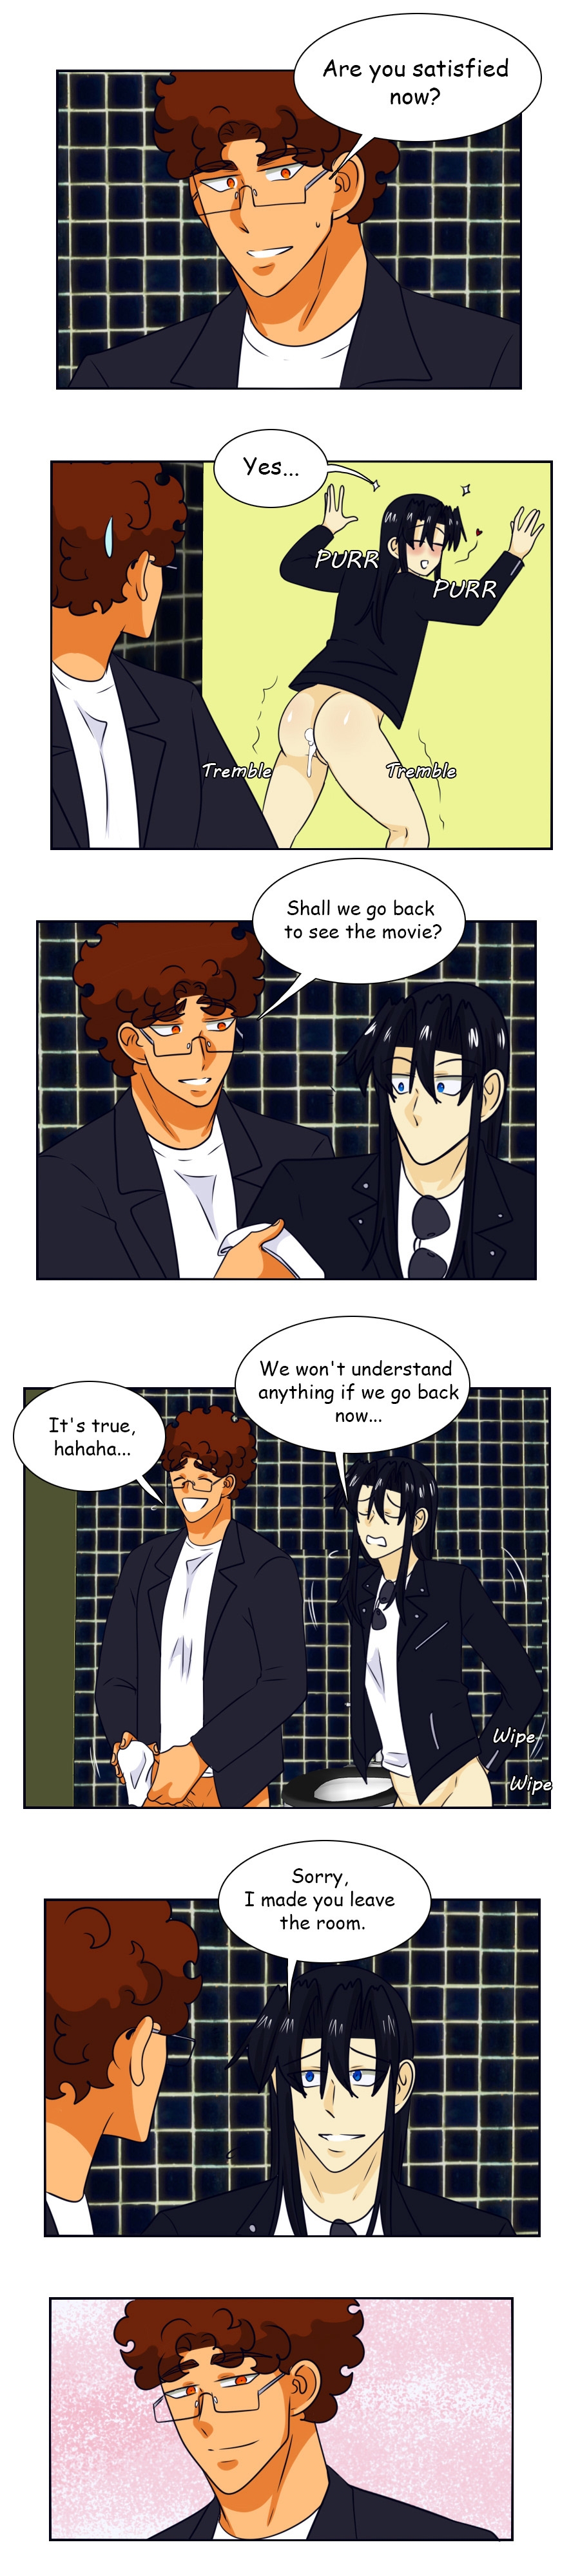 Are you satisfied
now?
Yes...
PURR
PURR
Tremble
Tremble
Shall we go back
to see the movie?
We won't understand
anything if we go back
now...
It's true,
hahaha...
Wipe
Wipe
Sorry,
I made you leave
the room.